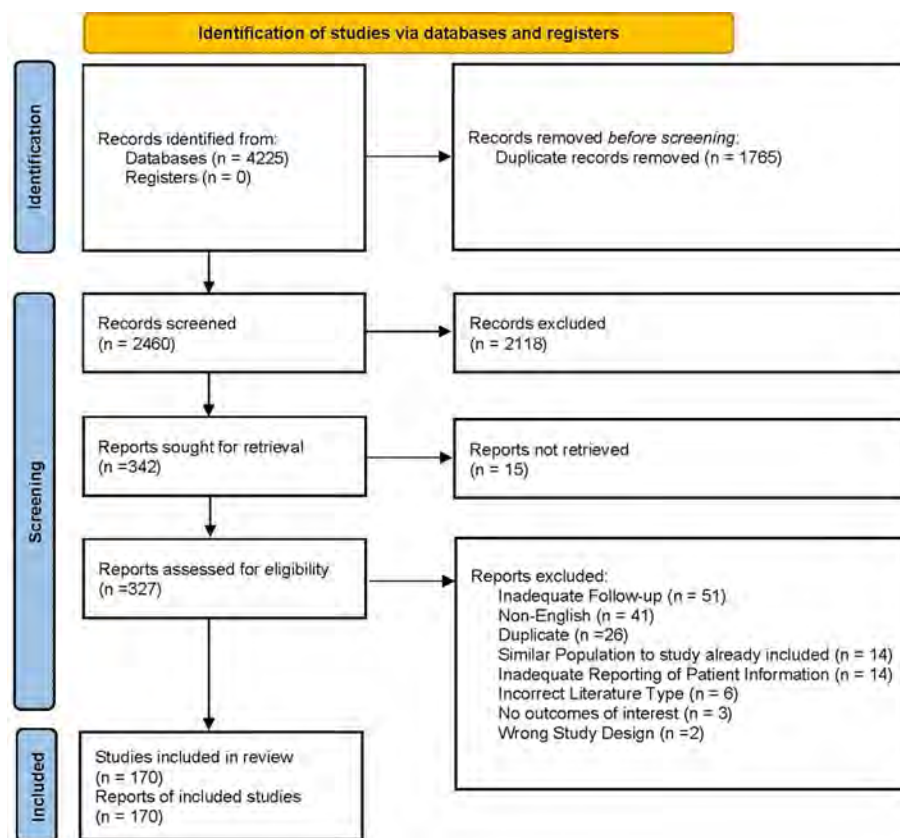 Identification of studies via databases and registers
Identification
Records identified from:
Databases (n = 4225)
Registers (n = 0)
Records removed before screening:
Duplicate records removed (n = 1765)
Screening
Records screened
(n = 2460)
Records excluded
(n = 2118)
Reports sought for retrieval
(n =342)
Reports not retrieved
(n = 15)
Reports assessed for eligibility
(n =327)
Reports excluded:
Inadequate Follow-up (n = 51)
Non-English (n = 41)
Duplicate (n =26)
Similar Population to study already included (n = 14)
Inadequate Reporting of Patient Information (n = 14)
Incorrect Literature Type (n = 6)
No outcomes of interest (n = 3)
Wrong Study Design (n =2)
Included
Studies included in review
(n = 170)
Reports of included studies
(n = 170)